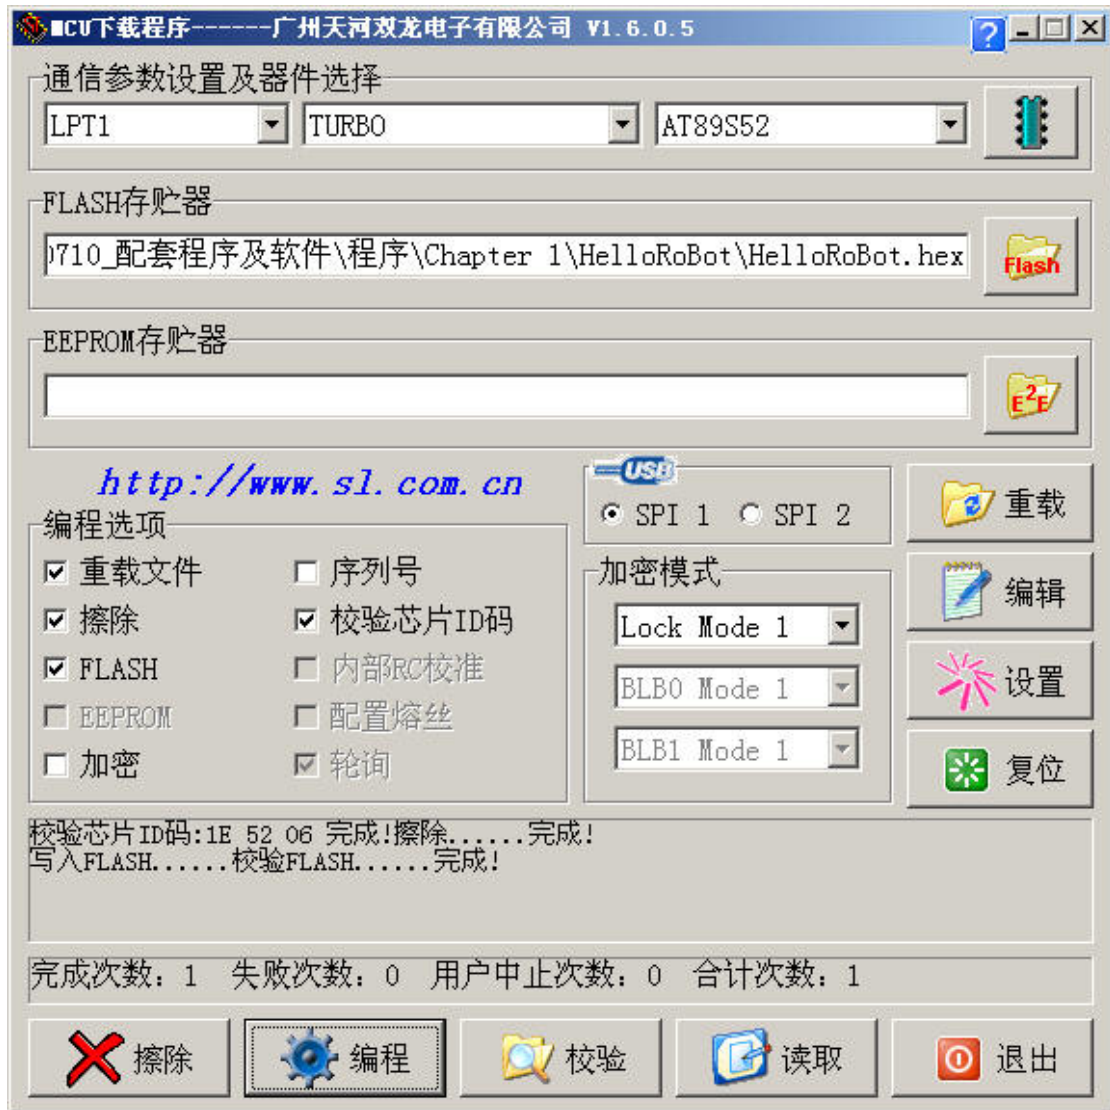 MCU下载程序------广州天河双龙电子有限公司 V1.6.0.5
通信参数设置及器件选择
LPT1 TURBO AT89S52
FLASH存贮器
0710_配套程序及软件\程序\Chapter 1\HelloRoBot\HelloRoBot.hex
Flash
EEPROM存贮器
E²E
http://www.sl.com.cn
USB
SPI 1 SPI 2
重载
编程选项
重载文件 序列号
加密模式
编辑
擦除 校验芯片ID码
Lock Mode 1
FLASH 内部RC校准
BLB0 Mode 1
设置
EEPROM 配置熔丝
BLB1 Mode 1
加密 轮询
复位
校验芯片ID码:1E 52 06 完成!擦除......完成!
写入FLASH......校验FLASH......完成!
完成次数: 1 失败次数: 0 用户中止次数: 0 合计次数: 1
擦除 编程 校验 读取 退出